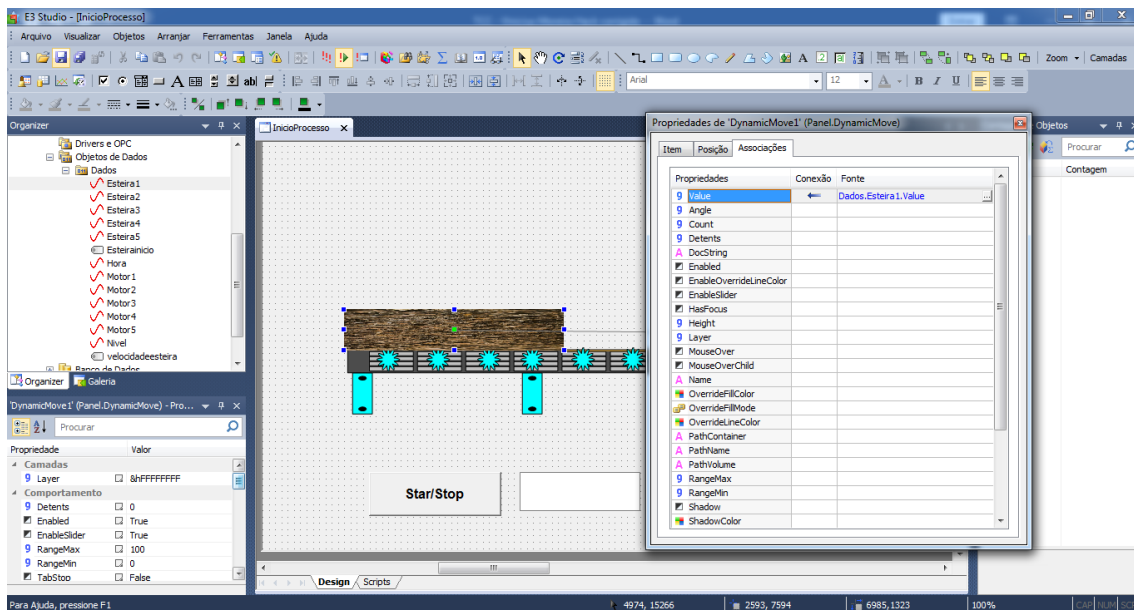 E3 Studio - [InicioProcesso]
Arquivo Visualizar Objetos Arranjar Ferramentas Janela Ajuda
Zoom Camadas
Arial 12 A B I U
Organizer
Drivers e OPC
Objetos de Dados
Dados
Esteira1
Esteira2
Esteira3
Esteira4
Esteira5
Esteirainicio
Hora
Motor1
Motor2
Motor3
Motor4
Motor5
Nivel
velocidadeesteira
Banco de Dados
Organizer Galeria
'DynamicMove1' (Panel.DynamicMove) - Pro...
Procurar
Propriedade Valor
Camadas
Layer &hFFFFFFFF
Comportamento
Detents 0
Enabled True
EnableSlider True
RangeMax 100
RangeMin 0
TabStop False
InicioProcesso X
Star/Stop
Design Scripts
Propriedades de 'DynamicMove1' (Panel.DynamicMove)
Item Posição Associações
Propriedades Conexão Fonte
Value Dados.Esteira1.Value ...
Angle
Count
Detents
DocString
Enabled
EnableOverrideLineColor
EnableSlider
HasFocus
Height
Layer
MouseOver
MouseOverChild
Name
OverrideFillColor
OverrideFillMode
OverrideLineColor
PathContainer
PathName
PathVolume
RangeMax
RangeMin
Shadow
ShadowColor
Objetos
Procurar
Contagem
Para Ajuda, pressione F1
4974, 15266 2593, 7594 6985,1323 100% CAP NUM SC